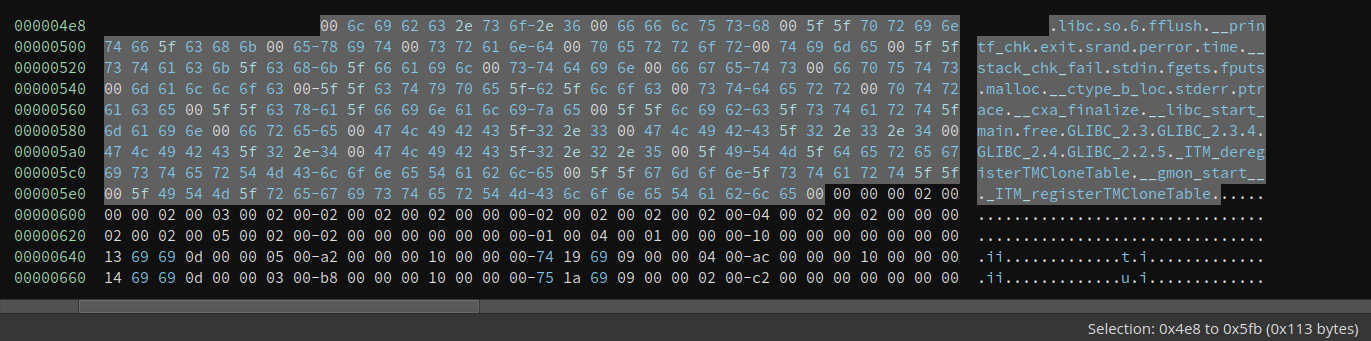 000004e8 00 6c 69 62 63 2e 73 6f-2e 36 00 66 66 6c 75 73-68 00 5f 5f 70 72 69 6e .libc.so.6.fflush.__prin
00000500 74 66 5f 63 68 6b 00 65-78 69 74 00 73 72 61 6e-64 00 70 65 72 72 6f 72-00 74 69 6d 65 00 5f 5f tf_chk.exit.srand.perror.time.__
00000520 73 74 61 63 6b 5f 63 68-6b 5f 66 61 69 6c 00 73-74 64 69 6e 00 66 67 65-74 73 00 66 70 75 74 73 stack_chk_fail.stdin.fgets.fputs
00000540 00 6d 61 6c 6c 6f 63 00-5f 5f 63 74 79 70 65 5f-62 5f 6c 6f 63 00 73 74-64 65 72 72 00 70 74 72 .malloc.__ctype_b_loc.stderr.ptr
00000560 61 63 65 00 5f 5f 63 78-61 5f 66 69 6e 61 6c 69-7a 65 00 5f 5f 6c 69 62-63 5f 73 74 61 72 74 5f ace.__cxa_finalize.__libc_start_
00000580 6d 61 69 6e 00 66 72 65-65 00 47 4c 49 42 43 5f-32 2e 33 00 47 4c 49 42-43 5f 32 2e 33 2e 34 00 main.free.GLIBC_2.3.GLIBC_2.3.4.
000005a0 47 4c 49 42 43 5f 32 2e-34 00 47 4c 49 42 43 5f-32 2e 32 2e 35 00 5f 49-54 4d 5f 64 65 72 65 67 GLIBC_2.4.GLIBC_2.2.5._ITM_dereg
000005c0 69 73 74 65 72 54 4d 43-6c 6f 6e 65 54 61 62 6c-65 00 5f 5f 67 6d 6f 6e-5f 73 74 61 72 74 5f 5f isterTMCloneTable.__gmon_start__
000005e0 00 5f 49 54 4d 5f 72 65-67 69 73 74 65 72 54 4d-43 6c 6f 6e 65 54 61 62-6c 65 00 00 00 00 02 00 ._ITM_registerTMCloneTable......
00000600 00 00 02 00 03 00 02 00-02 00 02 00 00 00 00 00-02 00 02 00 02 00 02 00-04 00 02 00 02 00 00 00 ................................
00000620 02 00 02 00 05 00 02 00-02 00 00 00 00 00 00 00-01 00 04 00 01 00 00 00-10 00 00 00 00 00 00 00 ................................
00000640 13 69 69 0d 00 00 05 00-a2 00 00 00 10 00 00 00-74 19 69 09 00 00 04 00-ac 00 00 00 10 00 00 00 .ii.............t.i.............
00000660 14 69 69 0d 00 00 03 00-b8 00 00 00 10 00 00 00-75 1a 69 09 00 00 02 00-c2 00 00 00 00 00 00 00 .ii.............u.i.............
Selection: 0x4e8 to 0x5fb (0x113 bytes)